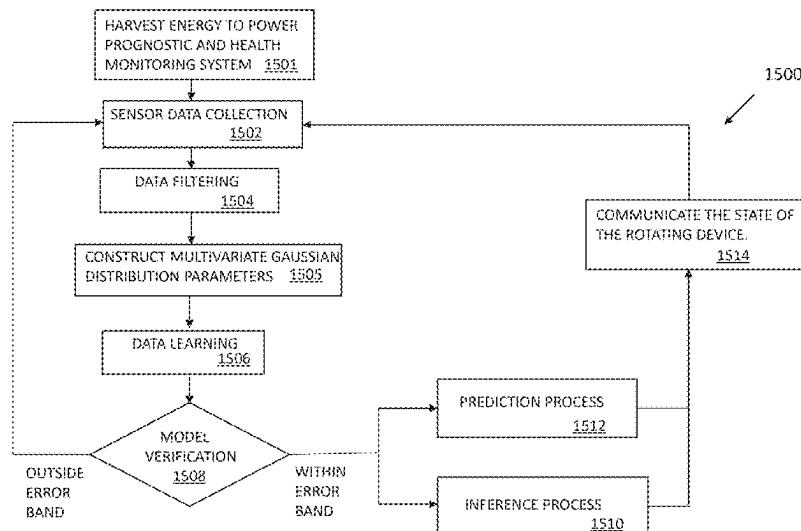 HARVEST ENERGY TO POWER
PROGNOSTIC AND HEALTH
MONITORING SYSTEM 1501
1500
SENSOR DATA COLLECTION
1502
DATA FILTERING
1504
COMMUNICATE THE STATE OF
THE ROTATING DEVICE.
1514
CONSTRUCT MULTIVARIATE GAUSSIAN
DISTRIBUTION PARAMETERS 1505
DATA LEARNING
1506
PREDICTION PROCESS
1512
MODEL
VERIFICATION
1508
OUTSIDE
ERROR
BAND
WITHIN
ERROR
BAND
INFERENCE PROCESS
1510